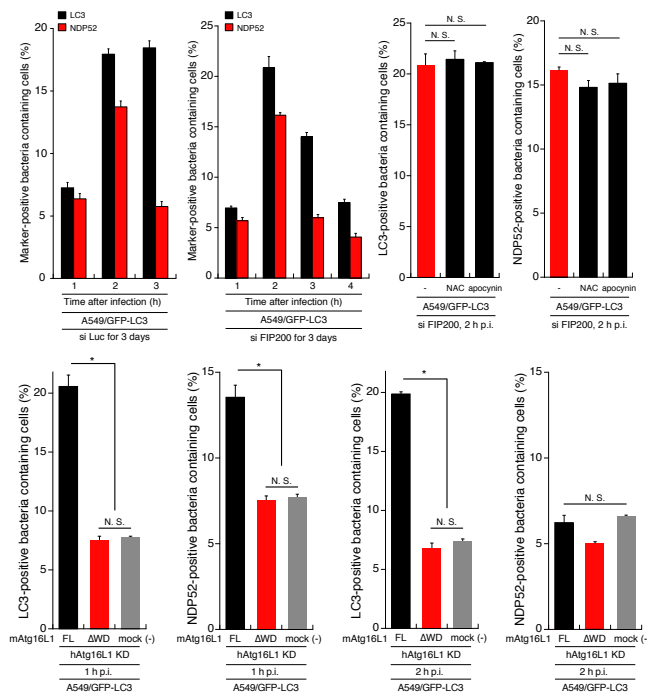 Marker-positive bacteria containing cells (%)
20
15
10
5
0
LC3
NDP52
1 2 3
Time after infection (h)
A549/GFP-LC3
si Luc for 3 days
Marker-positive bacteria containing cells (%)
25
20
15
10
5
0
LC3
NDP52
1 2 3 4
Time after infection (h)
A549/GFP-LC3
si FIP200 for 3 days
LC3-positive bacteria containing cells (%)
25
20
15
10
5
0
N. S.
N. S.
- NAC apocynin
A549/GFP-LC3
si FIP200, 2 h p.i.
NDP52-positive bacteria containing cells (%)
20
15
10
5
0
N. S.
N. S.
- NAC apocynin
A549/GFP-LC3
si FIP200, 2 h p.i.
LC3-positive bacteria containing cells (%)
25
20
15
10
5
0
*
N. S.
mAtg16L1 FL ΔWD mock (-)
hAtg16L1 KD
1 h p.i.
A549/GFP-LC3
NDP52-positive bacteria containing cells (%)
15
10
5
0
*
N. S.
mAtg16L1 FL ΔWD mock (-)
hAtg16L1 KD
1 h p.i.
A549/GFP-LC3
LC3-positive bacteria containing cells (%)
20
15
10
5
0
*
N. S.
mAtg16L1 FL ΔWD mock (-)
hAtg16L1 KD
2 h p.i.
A549/GFP-LC3
NDP52-positive bacteria containing cells (%)
15
10
5
0
N. S.
mAtg16L1 FL ΔWD mock (-)
hAtg16L1 KD
2 h p.i.
A549/GFP-LC3